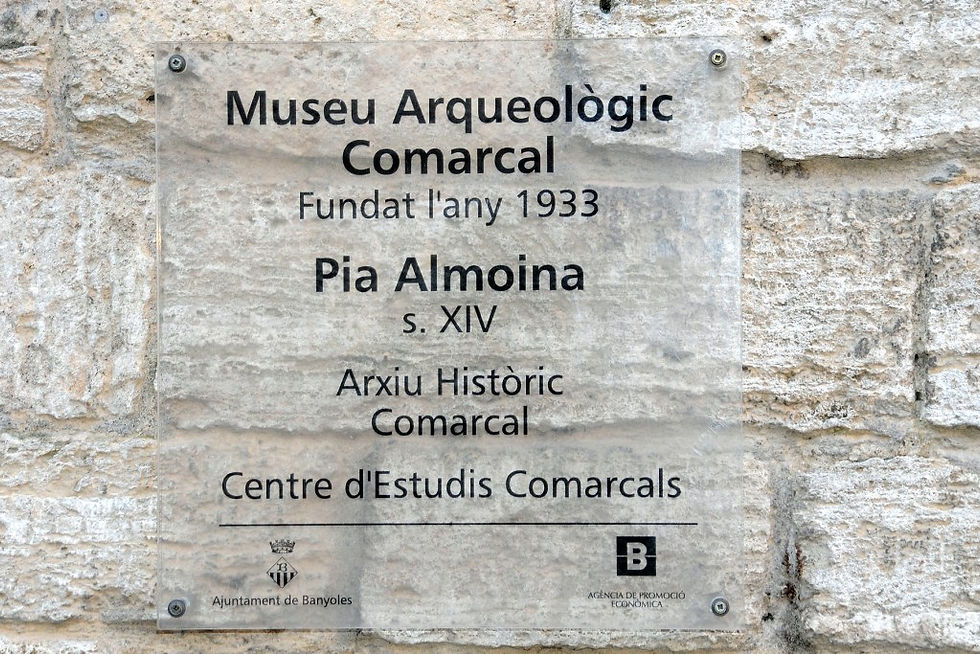 Museu Arqueològic
Comarcal
Fundat l'any 1933
Pia Almoina
s. XIV
Arxiu Històric
Comarcal
Centre d'Estudis Comarcals
B
Ajuntament de Banyoles
B
AGÈNCIA DE PROMOCIÓ
ECONÒMICA